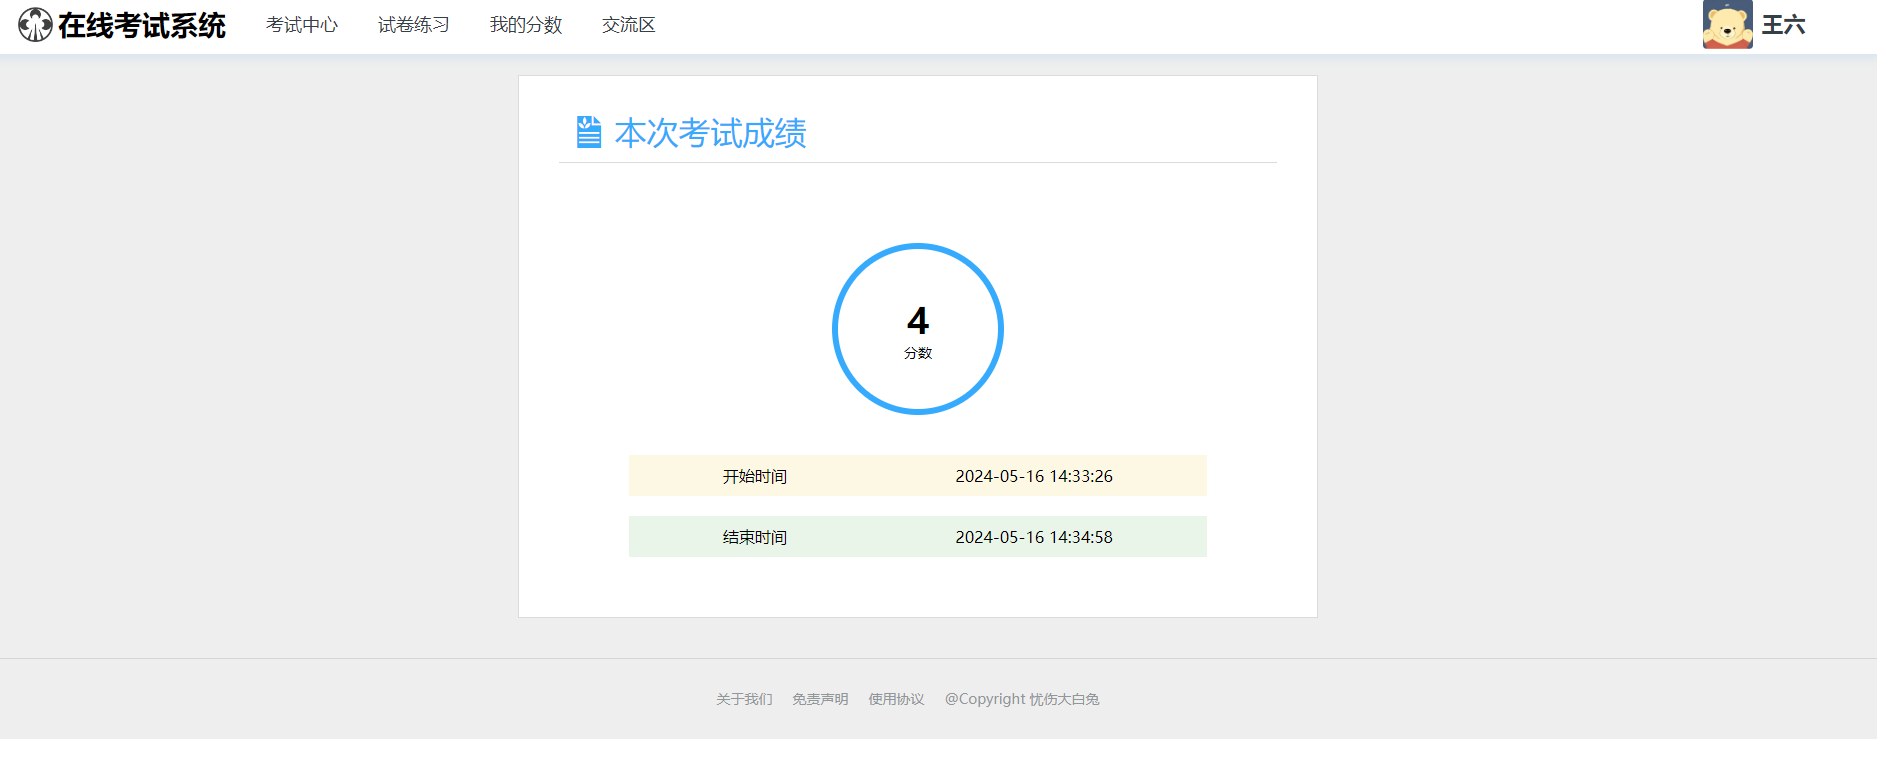 在线考试系统 考试中心 试卷练习 我的分数 交流区 王六
本次考试成绩
4
分数
开始时间 2024-05-16 14:33:26
结束时间 2024-05-16 14:34:58
关于我们 免责声明 使用协议 @Copyright 忧伤大白兔